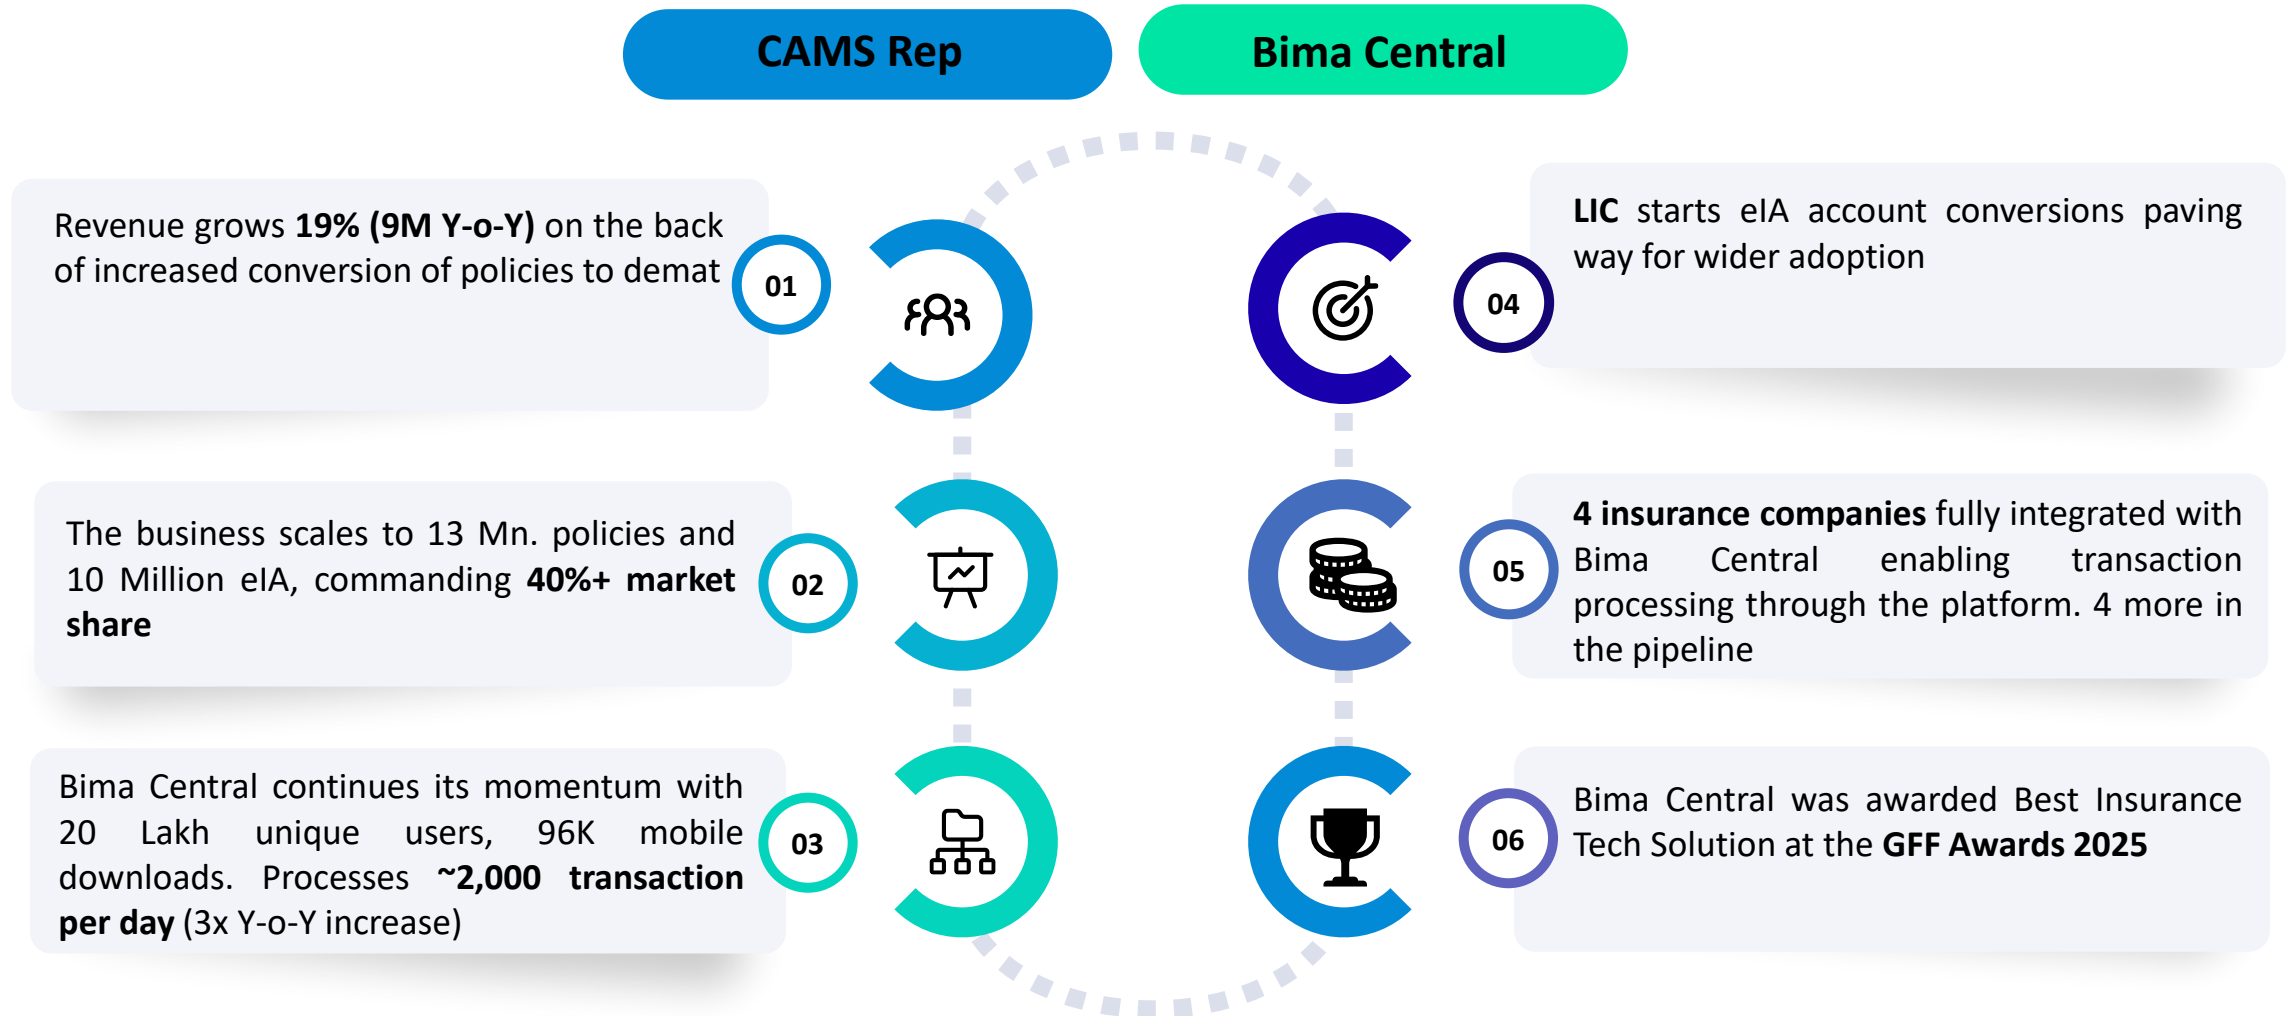 CAMS Rep
Bima Central
Revenue grows 19% (9M Y-o-Y) on the back
of increased conversion of policies to demat
01
The business scales to 13 Mn. policies and
10 Million eIA, commanding 40%+ market
share
02
Bima Central continues its momentum with
20 Lakh unique users, 96K mobile
downloads. Processes ~2,000 transaction
per day (3x Y-o-Y increase)
03
LIC starts eIA account conversions paving
way for wider adoption
04
4 insurance companies fully integrated with
Bima Central enabling transaction
processing through the platform. 4 more in
the pipeline
05
Bima Central was awarded Best Insurance
Tech Solution at the GFF Awards 2025
06